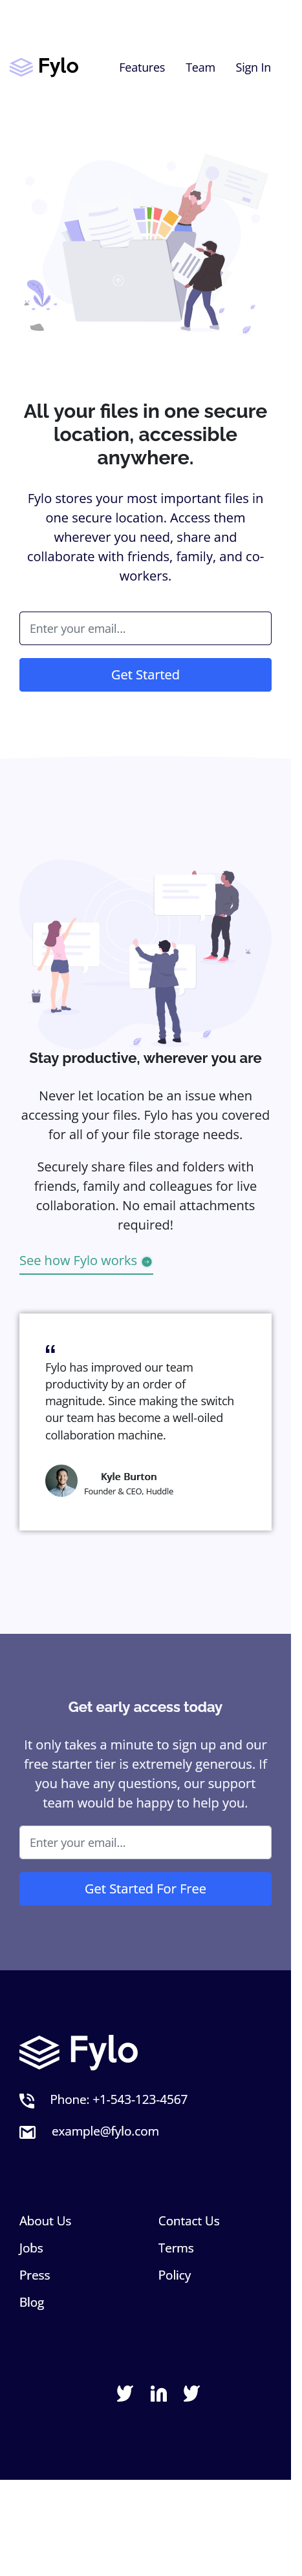 Fylo Features Team Sign In
All your files in one secure
location, accessible
anywhere.
Fylo stores your most important files in
one secure location. Access them
wherever you need, share and
collaborate with friends, family, and co-
workers.
Enter your email...
Get Started
Stay productive, wherever you are
Never let location be an issue when
accessing your files. Fylo has you covered
for all of your file storage needs.
Securely share files and folders with
friends, family and colleagues for live
collaboration. No email attachments
required!
See how Fylo works
“
Fylo has improved our team
productivity by an order of
magnitude. Since making the switch
our team has become a well-oiled
collaboration machine.
Kyle Burton
Founder & CEO, Huddle
Get early access today
It only takes a minute to sign up and our
free starter tier is extremely generous. If
you have any questions, our support
team would be happy to help you.
Enter your email...
Get Started For Free
Fylo
Phone: +1-543-123-4567
example@fylo.com
About Us
Jobs
Press
Blog
Contact Us
Terms
Policy